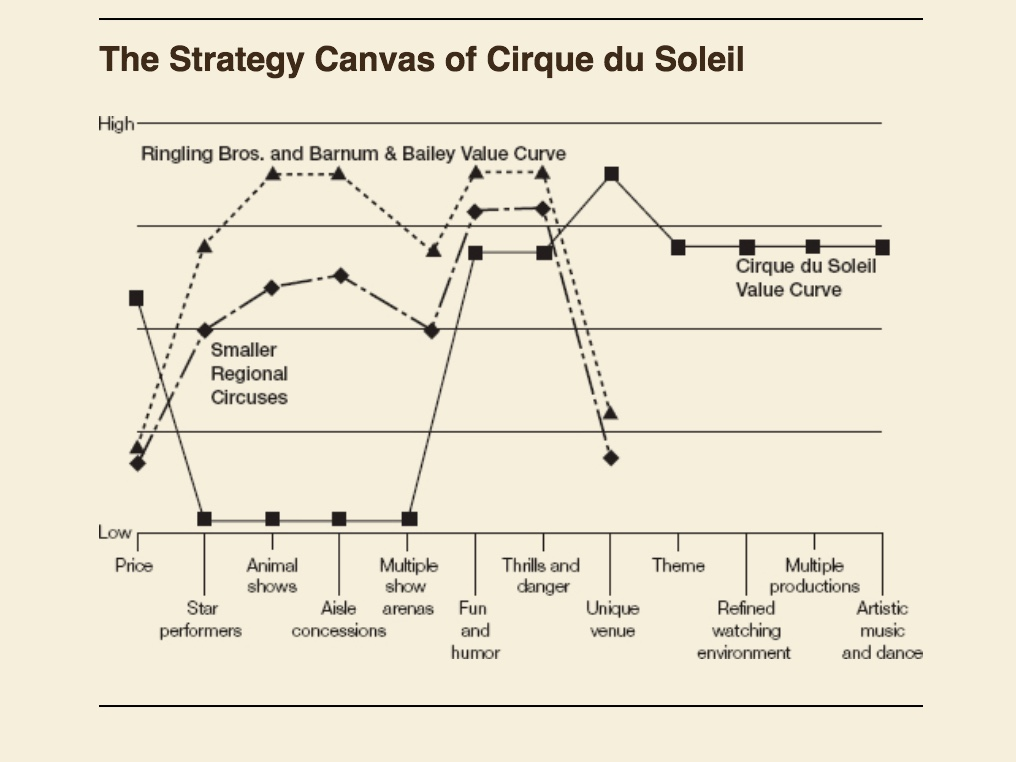 The Strategy Canvas of Cirque du Soleil
High
Ringling Bros. and Barnum & Bailey Value Curve
Cirque du Soleil
Value Curve
Smaller
Regional
Circuses
Low
Price
Star
performers
Animal
shows
Aisle
concessions
Multiple
show
arenas
Fun
and
humor
Thrills and
danger
Unique
venue
Theme
Refined
watching
environment
Multiple
productions
Artistic
music
and dance